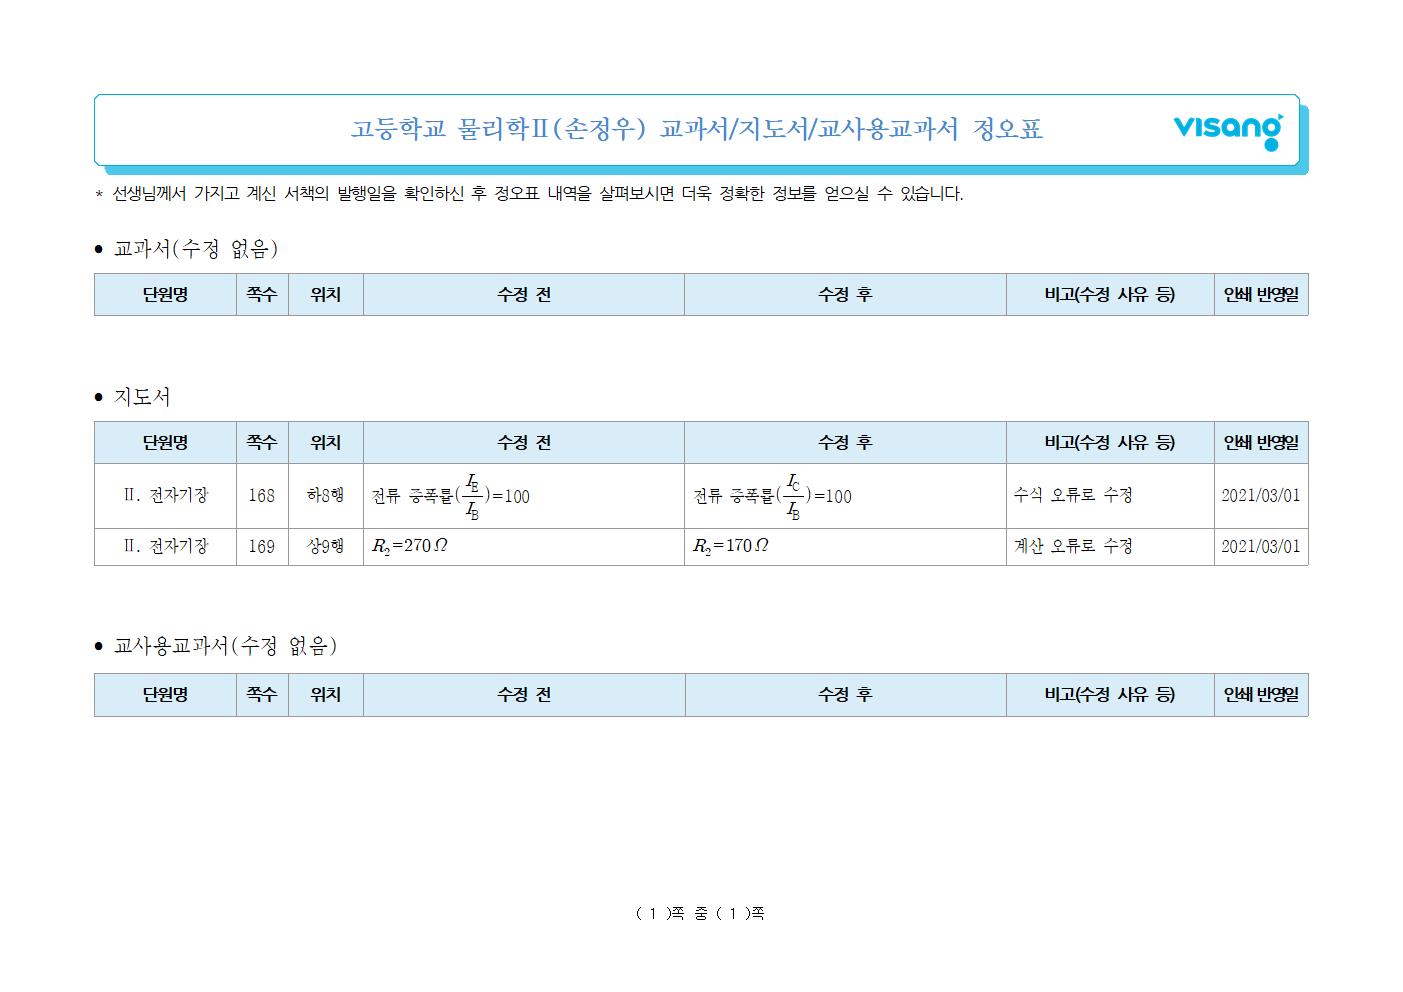 고등학교 물리학Ⅱ(손정우) 교과서/지도서/교사용교과서 정오표
visang
* 선생님께서 가지고 계신 서책의 발행일을 확인하신 후 정오표 내역을 살펴보시면 더욱 정확한 정보를 얻으실 수 있습니다.
• 교과서(수정 없음)
단원명 쪽수 위치 수정 전 수정 후 비고(수정 사유 등) 인쇄 반영일
• 지도서
단원명 쪽수 위치 수정 전 수정 후 비고(수정 사유 등) 인쇄 반영일
Ⅱ. 전자기장 168 하8행 전류 증폭률(I_E/I_B)=100 전류 증폭률(I_C/I_B)=100 수식 오류로 수정 2021/03/01
Ⅱ. 전자기장 169 상9행 R₂=270Ω R₂=170Ω 계산 오류로 수정 2021/03/01
• 교사용교과서(수정 없음)
단원명 쪽수 위치 수정 전 수정 후 비고(수정 사유 등) 인쇄 반영일
( 1 )쪽 중 ( 1 )쪽